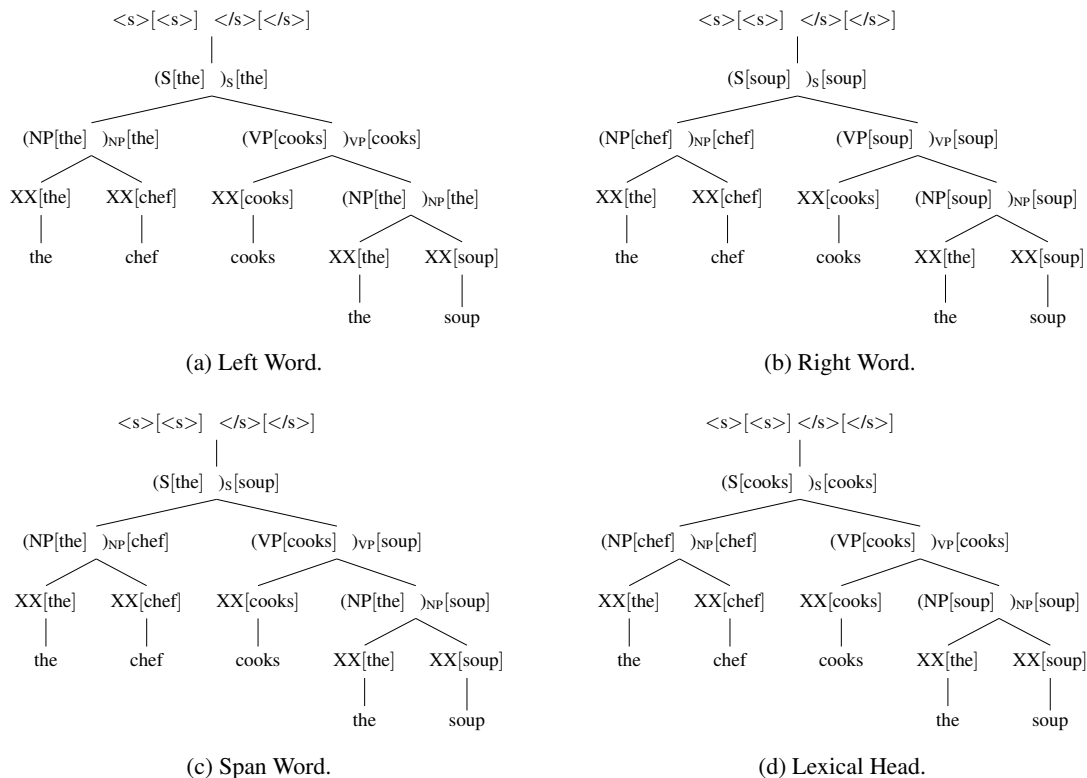 <s>[<s>] </s>[</s>]
(S[the] )S[the]
(NP[the] )NP[the] (VP[cooks] )VP[cooks]
XX[the] XX[chef] XX[cooks] (NP[the] )NP[the]
the chef cooks XX[the] XX[soup]
the soup
(a) Left Word.
<s>[<s>] </s>[</s>]
(S[soup] )S[soup]
(NP[chef] )NP[chef] (VP[soup] )VP[soup]
XX[the] XX[chef] XX[cooks] (NP[soup] )NP[soup]
the chef cooks XX[the] XX[soup]
the soup
(b) Right Word.
<s>[<s>] </s>[</s>]
(S[the] )S[soup]
(NP[the] )NP[chef] (VP[cooks] )VP[soup]
XX[the] XX[chef] XX[cooks] (NP[the] )NP[soup]
the chef cooks XX[the] XX[soup]
the soup
(c) Span Word.
<s>[<s>] </s>[</s>]
(S[cooks] )S[cooks]
(NP[chef] )NP[chef] (VP[cooks] )VP[cooks]
XX[the] XX[chef] XX[cooks] (NP[soup] )NP[soup]
the chef cooks XX[the] XX[soup]
the soup
(d) Lexical Head.